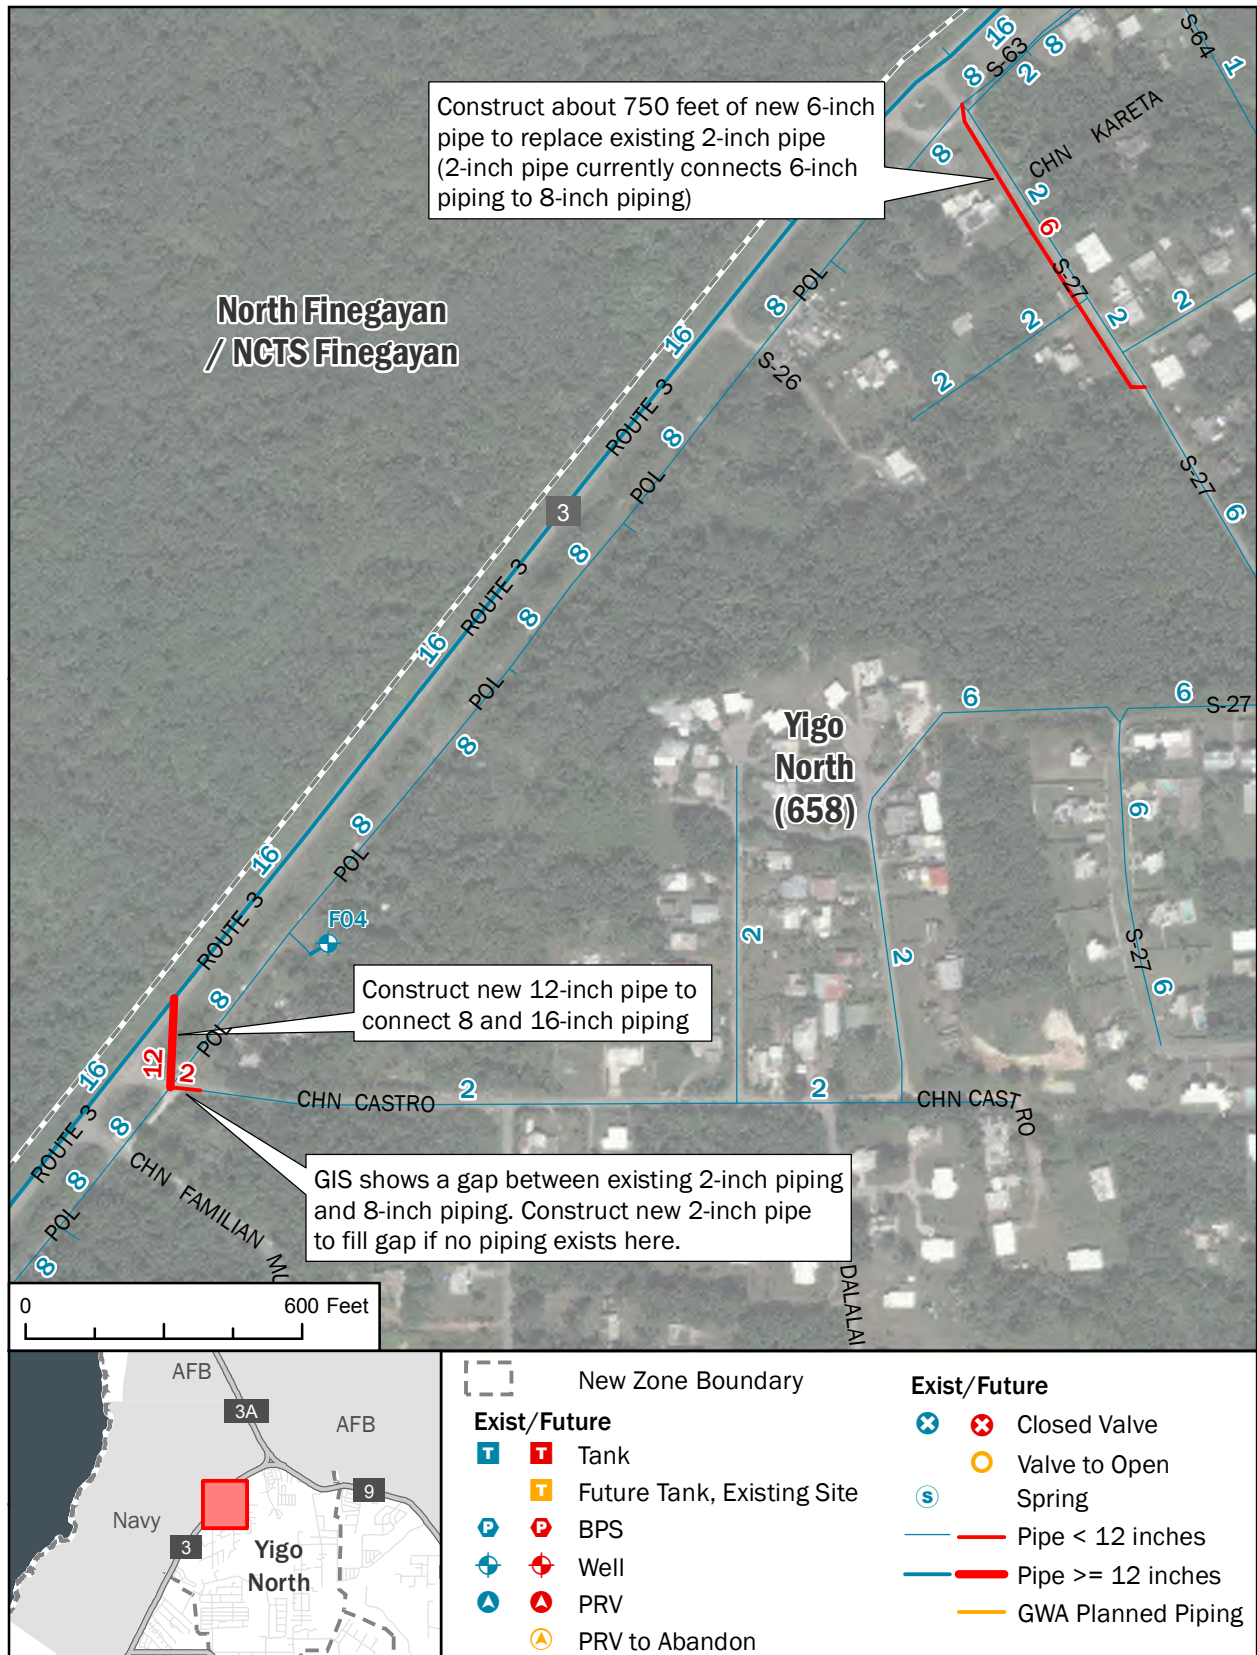 16
S-63
8
8
2
S-64
1
Construct about 750 feet of new 6-inch
pipe to replace existing 2-inch pipe
(2-inch pipe currently connects 6-inch
piping to 8-inch piping)
8
CHN KARETA
2
6
S-27
2
2
2
2
North Finegayan
/ NCTS Finegayan
8
POL
16
S-26
ROUTE 3
8
POL
S-27
6
3
8
ROUTE 3
8
16
POL
8
6
6
S-27
Yigo
North
(658)
6
8
POL
16
ROUTE 3
F04
2
2
S-27
6
Construct new 12-inch pipe to
connect 8 and 16-inch piping
8
POL
12
2
16
2
CHN CASTRO
2
CHN CASTRO
ROUTE 3
8
8
POL
8
CHN FAMILIAN MU
GIS shows a gap between existing 2-inch piping
and 8-inch piping. Construct new 2-inch pipe
to fill gap if no piping exists here.
DALALAI
0 600 Feet
AFB
3A
AFB
9
Navy
3
Yigo
North
New Zone Boundary
Exist/Future
T T Tank
T Future Tank, Existing Site
P P BPS
Well
PRV
PRV to Abandon
Exist/Future
Closed Valve
Valve to Open
S Spring
Pipe < 12 inches
Pipe >= 12 inches
GWA Planned Piping